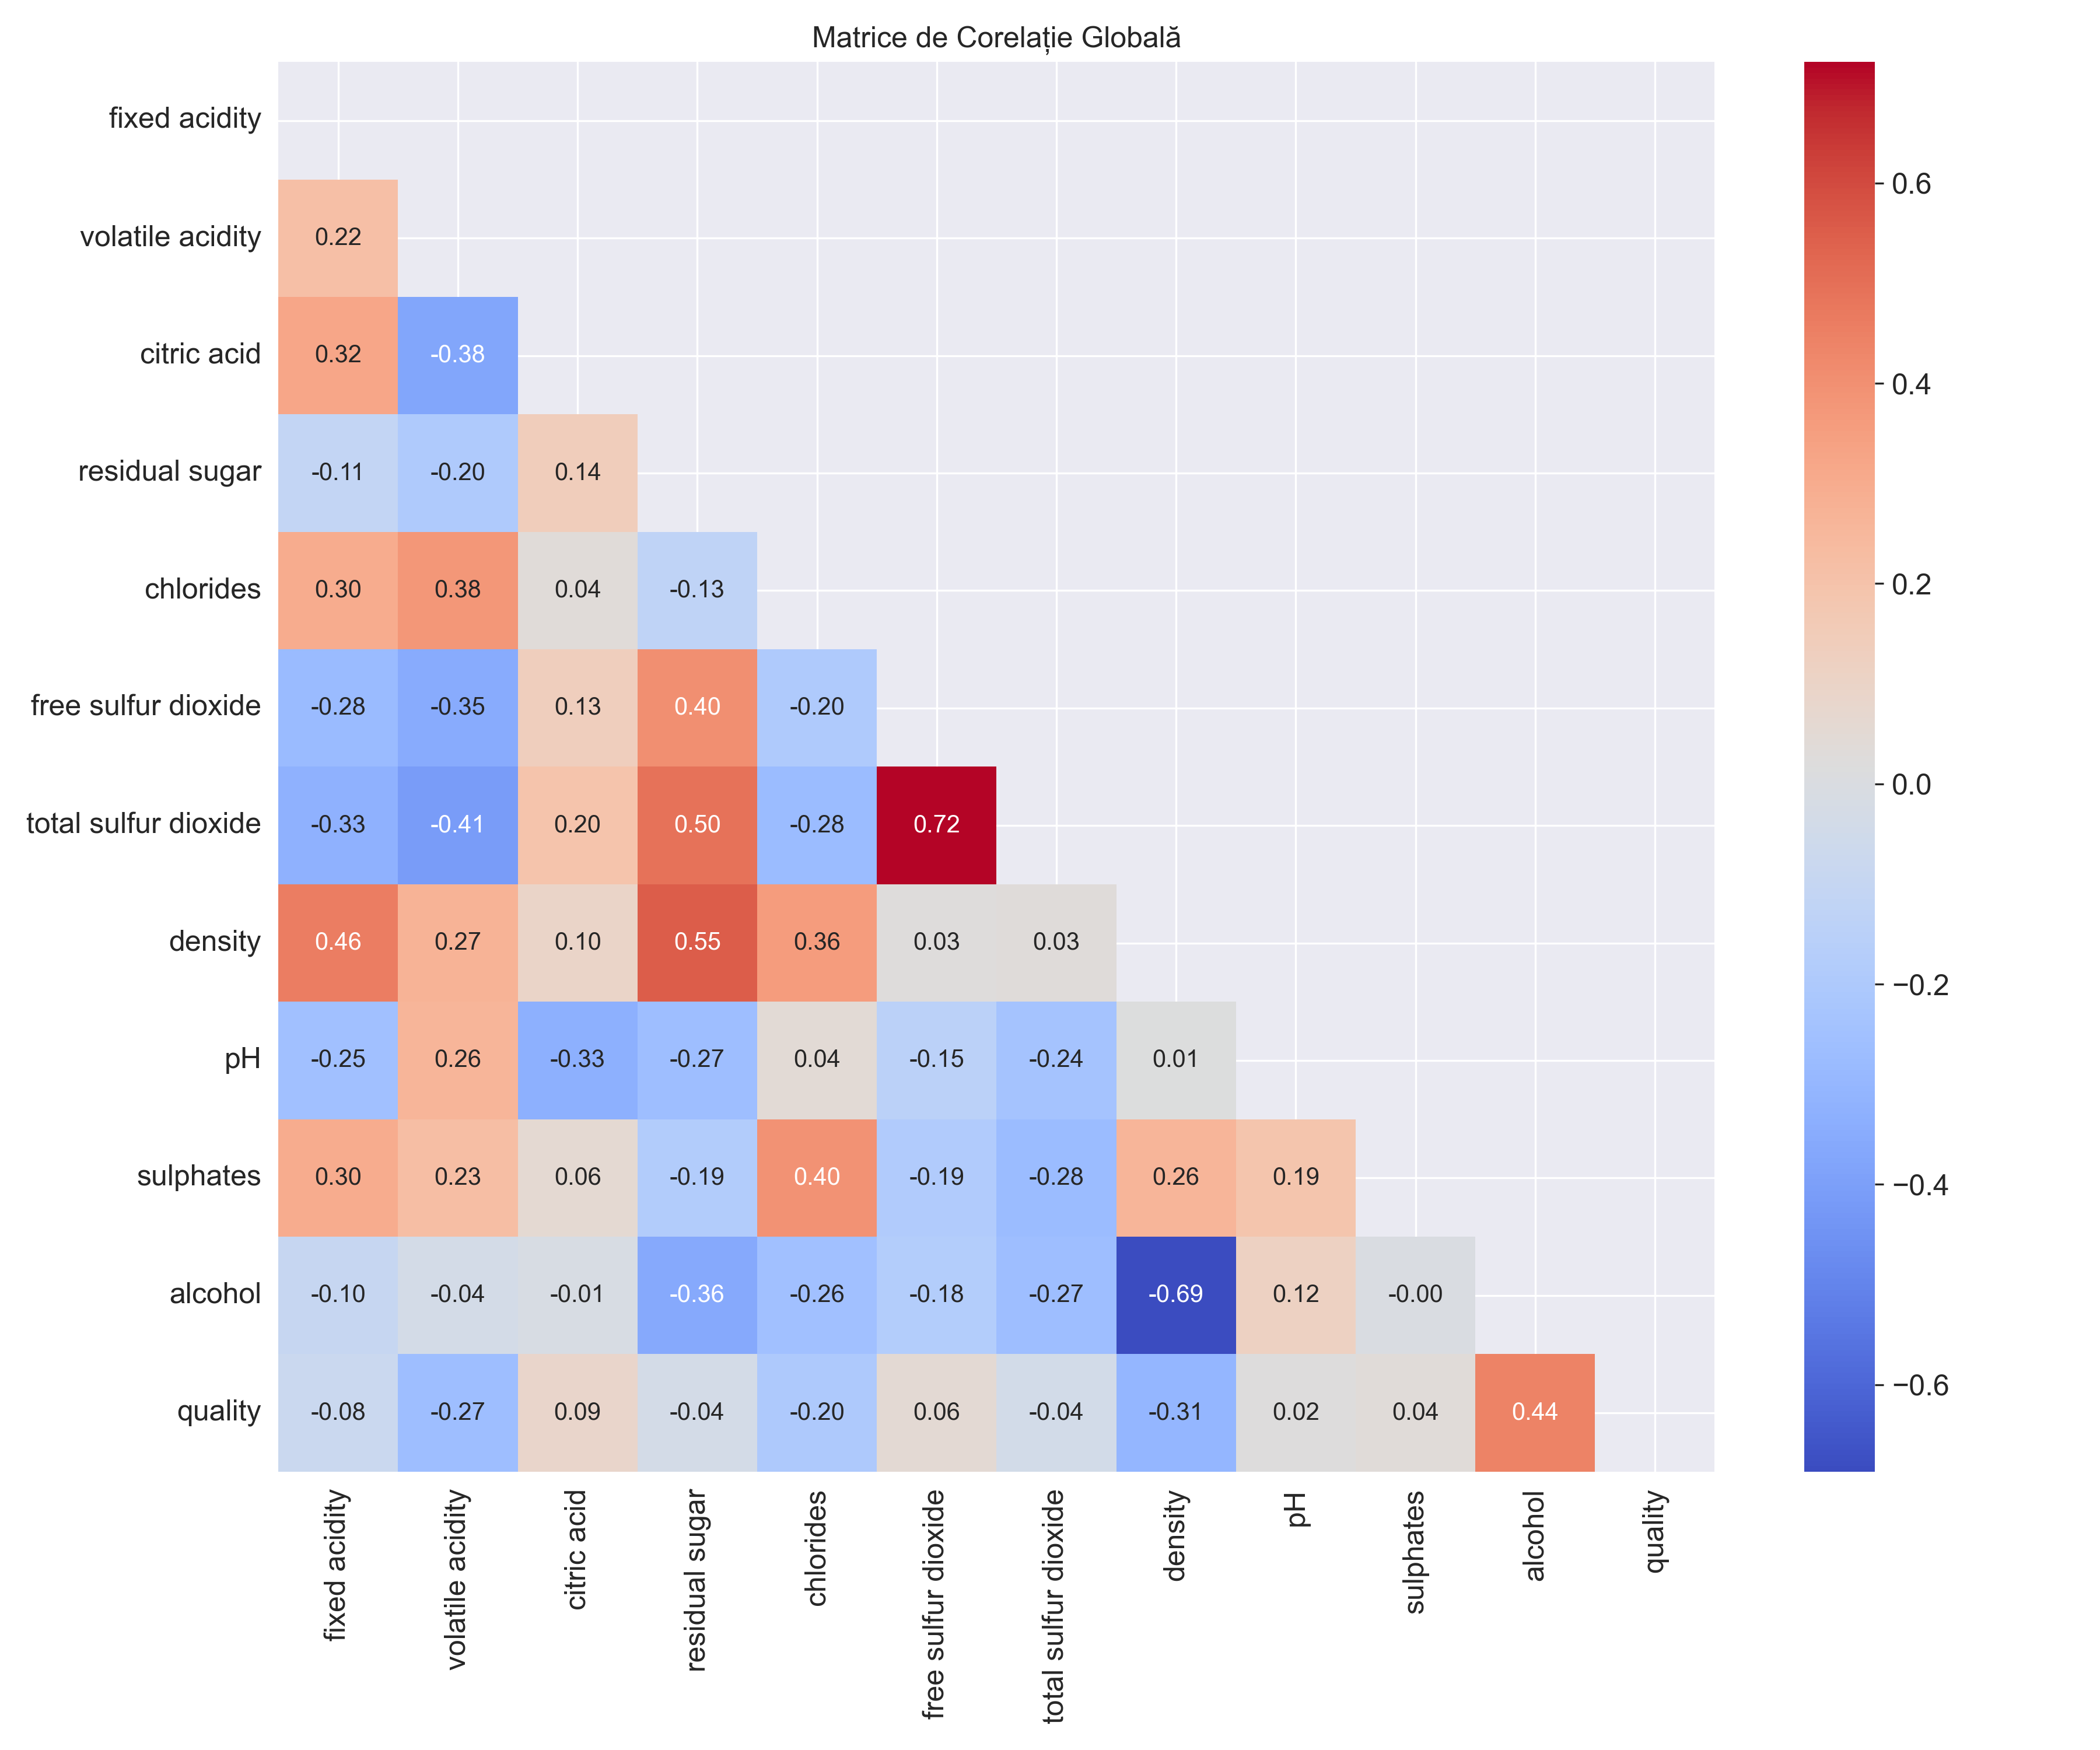 Matrice de Corelație Globală
fixed acidity
volatile acidity 0.22
citric acid 0.32 -0.38
residual sugar -0.11 -0.20 0.14
chlorides 0.30 0.38 0.04 -0.13
free sulfur dioxide -0.28 -0.35 0.13 0.40 -0.20
total sulfur dioxide -0.33 -0.41 0.20 0.50 -0.28 0.72
density 0.46 0.27 0.10 0.55 0.36 0.03 0.03
pH -0.25 0.26 -0.33 -0.27 0.04 -0.15 -0.24 0.01
sulphates 0.30 0.23 0.06 -0.19 0.40 -0.19 -0.28 0.26 0.19
alcohol -0.10 -0.04 -0.01 -0.36 -0.26 -0.18 -0.27 -0.69 0.12 -0.00
quality -0.08 -0.27 0.09 -0.04 -0.20 0.06 -0.04 -0.31 0.02 0.04 0.44
fixed acidity
volatile acidity
citric acid
residual sugar
chlorides
free sulfur dioxide
total sulfur dioxide
density
pH
sulphates
alcohol
quality
0.6
0.4
0.2
0.0
−0.2
−0.4
−0.6